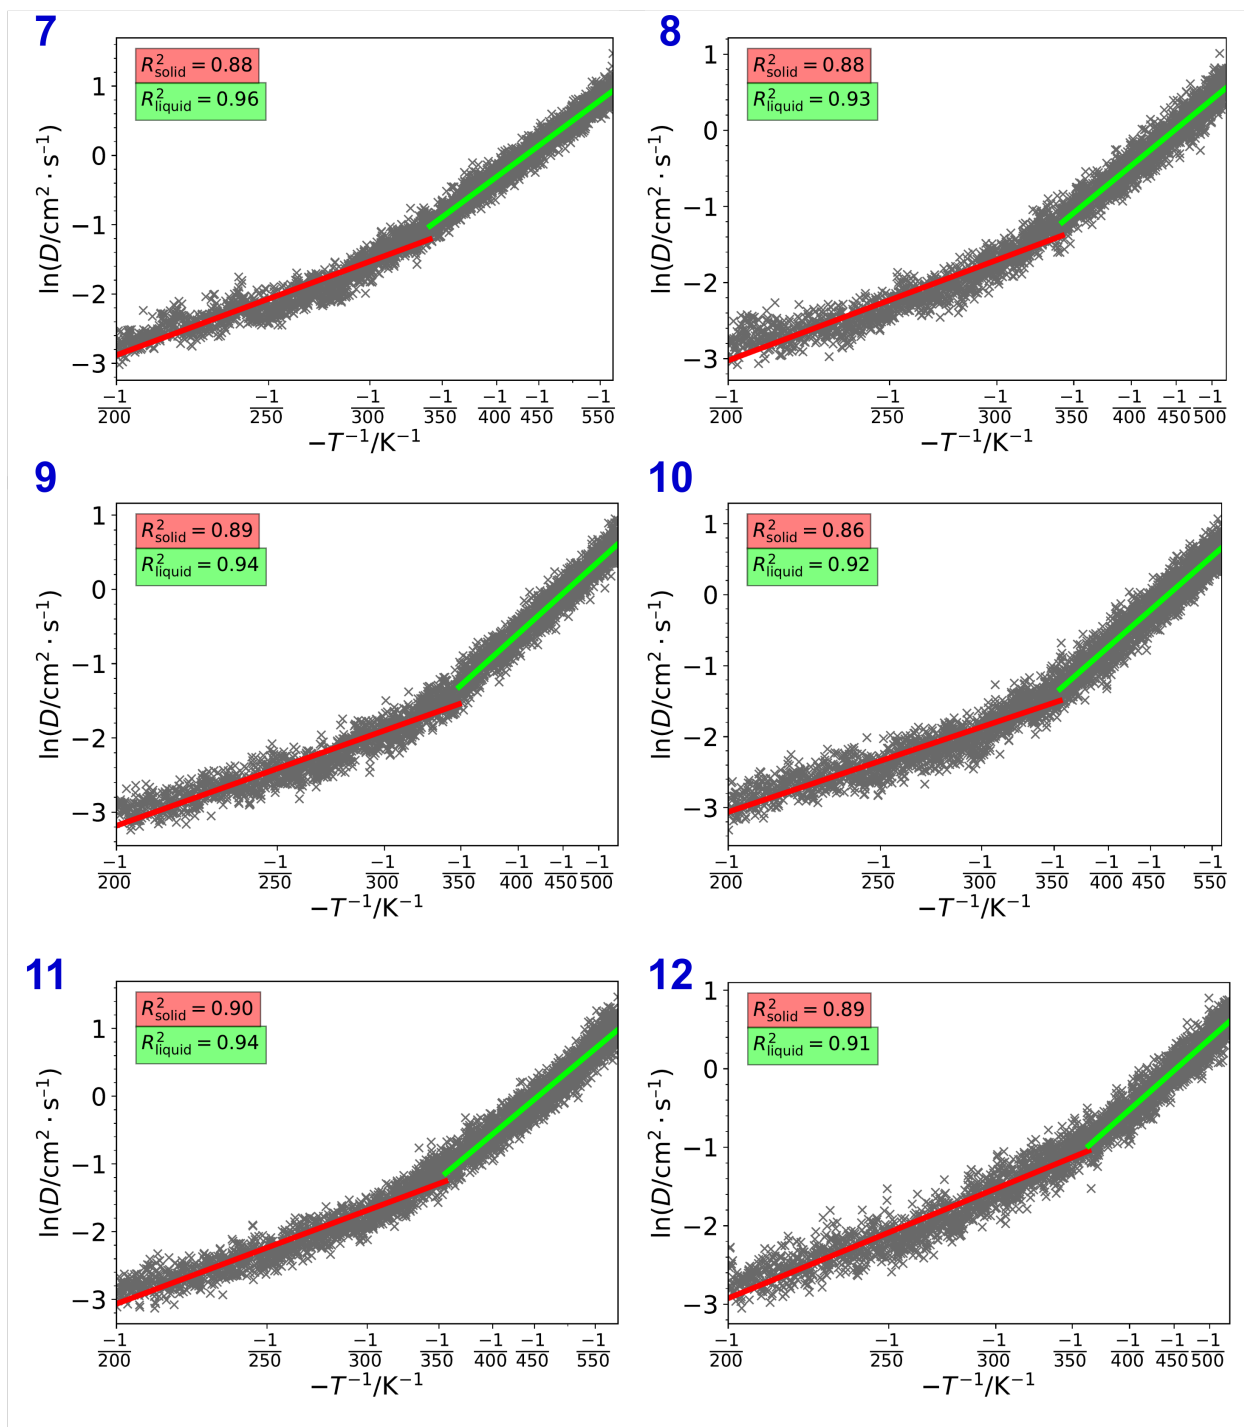 7
R²solid = 0.88
R²liquid = 0.96
ln(D/cm² · s⁻¹)
1
0
−1
−2
−3
−1/200 −1/250 −1/300 −1/350 −1/400 −1/450 −1/550
−T⁻¹/K⁻¹
8
R²solid = 0.88
R²liquid = 0.93
ln(D/cm² · s⁻¹)
1
0
−1
−2
−3
−1/200 −1/250 −1/300 −1/350 −1/400 −1/450 −1/500
−T⁻¹/K⁻¹
9
R²solid = 0.89
R²liquid = 0.94
ln(D/cm² · s⁻¹)
1
0
−1
−2
−3
−1/200 −1/250 −1/300 −1/350 −1/400 −1/450 −1/500
−T⁻¹/K⁻¹
10
R²solid = 0.86
R²liquid = 0.92
ln(D/cm² · s⁻¹)
1
0
−1
−2
−3
−1/200 −1/250 −1/300 −1/350 −1/400 −1/450 −1/550
−T⁻¹/K⁻¹
11
R²solid = 0.90
R²liquid = 0.94
ln(D/cm² · s⁻¹)
1
0
−1
−2
−3
−1/200 −1/250 −1/300 −1/350 −1/400 −1/450 −1/550
−T⁻¹/K⁻¹
12
R²solid = 0.89
R²liquid = 0.91
ln(D/cm² · s⁻¹)
1
0
−1
−2
−3
−1/200 −1/250 −1/300 −1/350 −1/400 −1/450 −1/500
−T⁻¹/K⁻¹